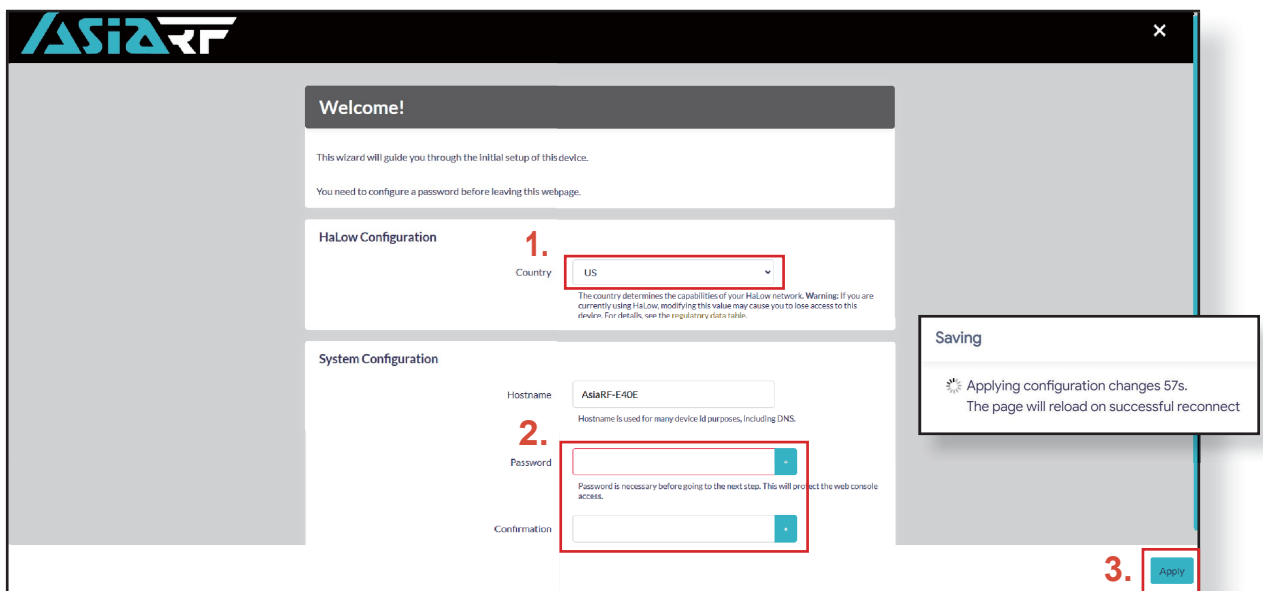 AsiaRF
×
Welcome!
This wizard will guide you through the initial setup of this device.
You need to configure a password before leaving this webpage.
HaLow Configuration
1.
Country
US
The country determines the capabilities of your HaLow network. Warning: If you are
currently using HaLow, modifying this value may cause you to lose access to this
device. For details, see the regulatory data table.
System Configuration
Hostname
AsiaRF-E40E
Hostname is used for many device id purposes, including DNS.
2.
Password
*
Password is necessary before going to the next step. This will protect the web console
access.
Confirmation
*
Saving
Applying configuration changes 57s.
The page will reload on successful reconnect
3.
Apply